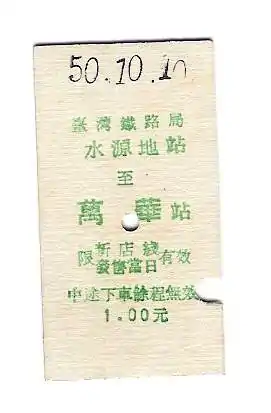 50.10.10
臺灣鐵路局
水源地站
至
萬華站
限新店綫發售當日有效
中途下車餘程無效
1.00元